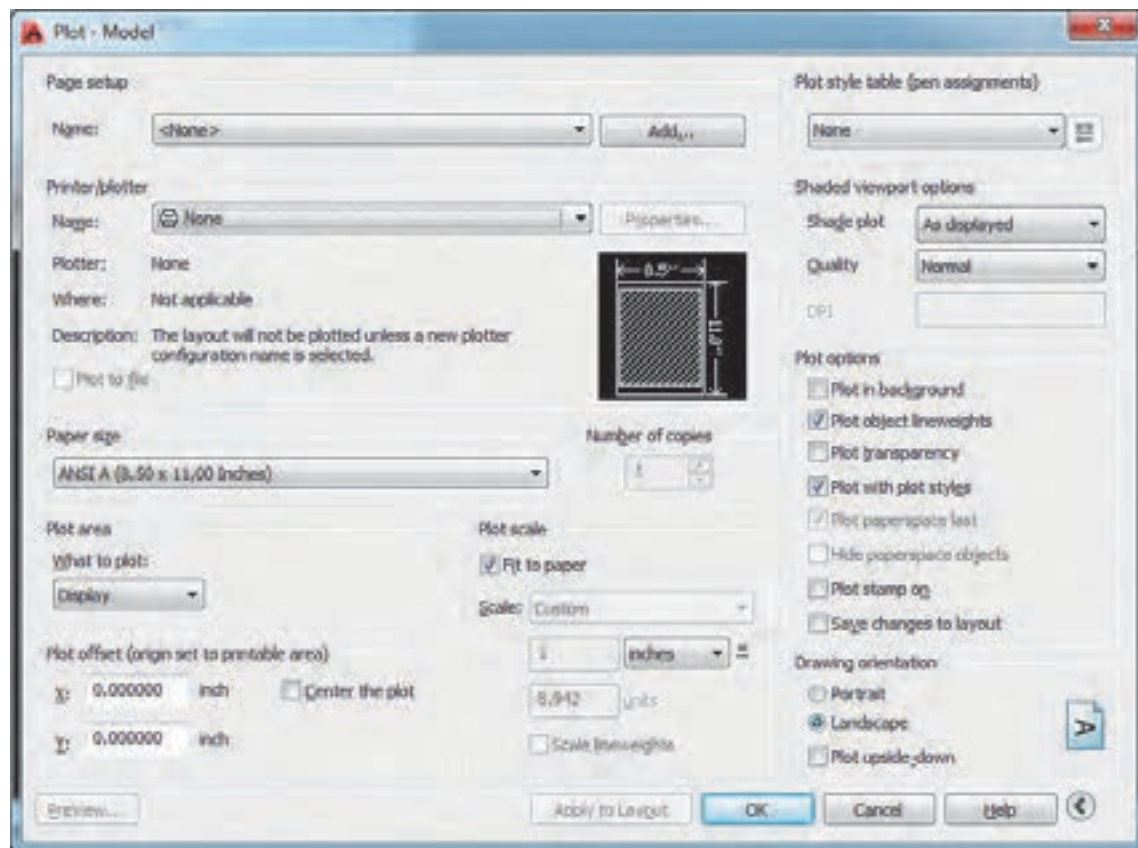 Plot - Model
Page setup
Name:
<None>
Add...
Printer/plotter
Name:
None
Properties...
Plotter:
None
Where:
Not applicable
Description:
The layout will not be plotted unless a new plotter
configuration name is selected.
Plot to file
8.5"
11.0"
Paper size
ANSI A (8.50 x 11.00 Inches)
Number of copies
1
Plot area
What to plot:
Display
Plot scale
Fit to paper
Scale:
Custom
1
inches
=
8.942
units
Scale lineweights
Plot offset (origin set to printable area)
X:
0.000000
inch
Center the plot
Y:
0.000000
inch
Plot style table (pen assignments)
None
Shaded viewport options
Shade plot
As displayed
Quality
Normal
DPI
Plot options
Plot in background
Plot object lineweights
Plot transparency
Plot with plot styles
Plot paperspace last
Hide paperspace objects
Plot stamp on
Save changes to layout
Drawing orientation
Portrait
Landscape
Plot upside-down
A
Preview...
Apply to Layout
OK
Cancel
Help